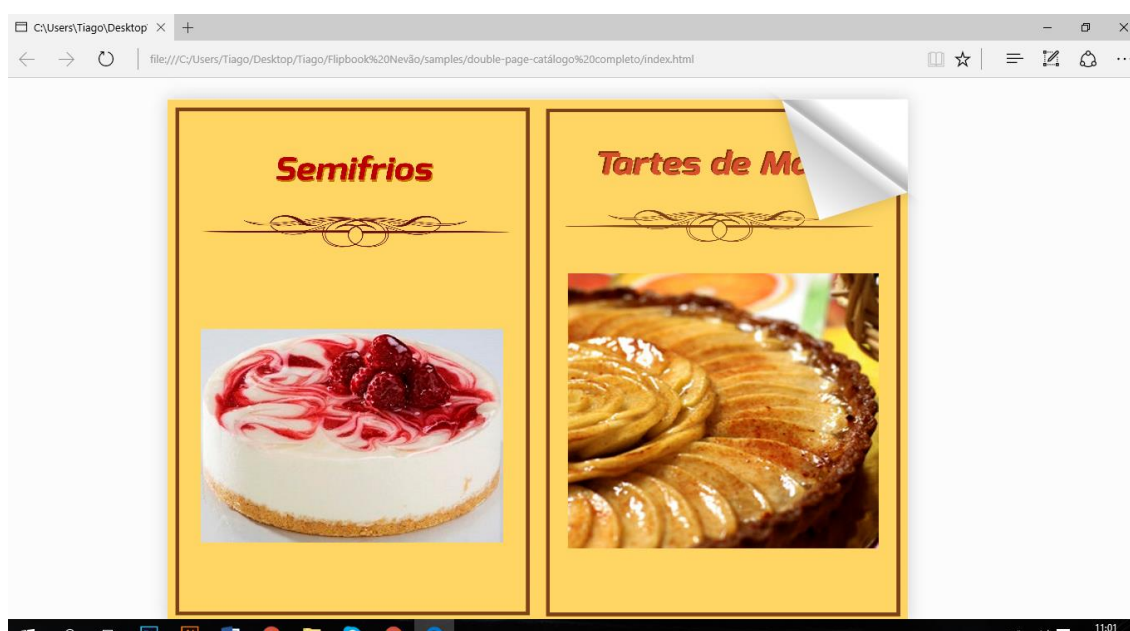 C:\Users\Tiago\Desktop\
file:///C:/Users/Tiago/Desktop/Tiago/Flipbook%20Nevão/samples/double-page-catálogo%20completo/index.html
Semifrios
Tartes de
11:01